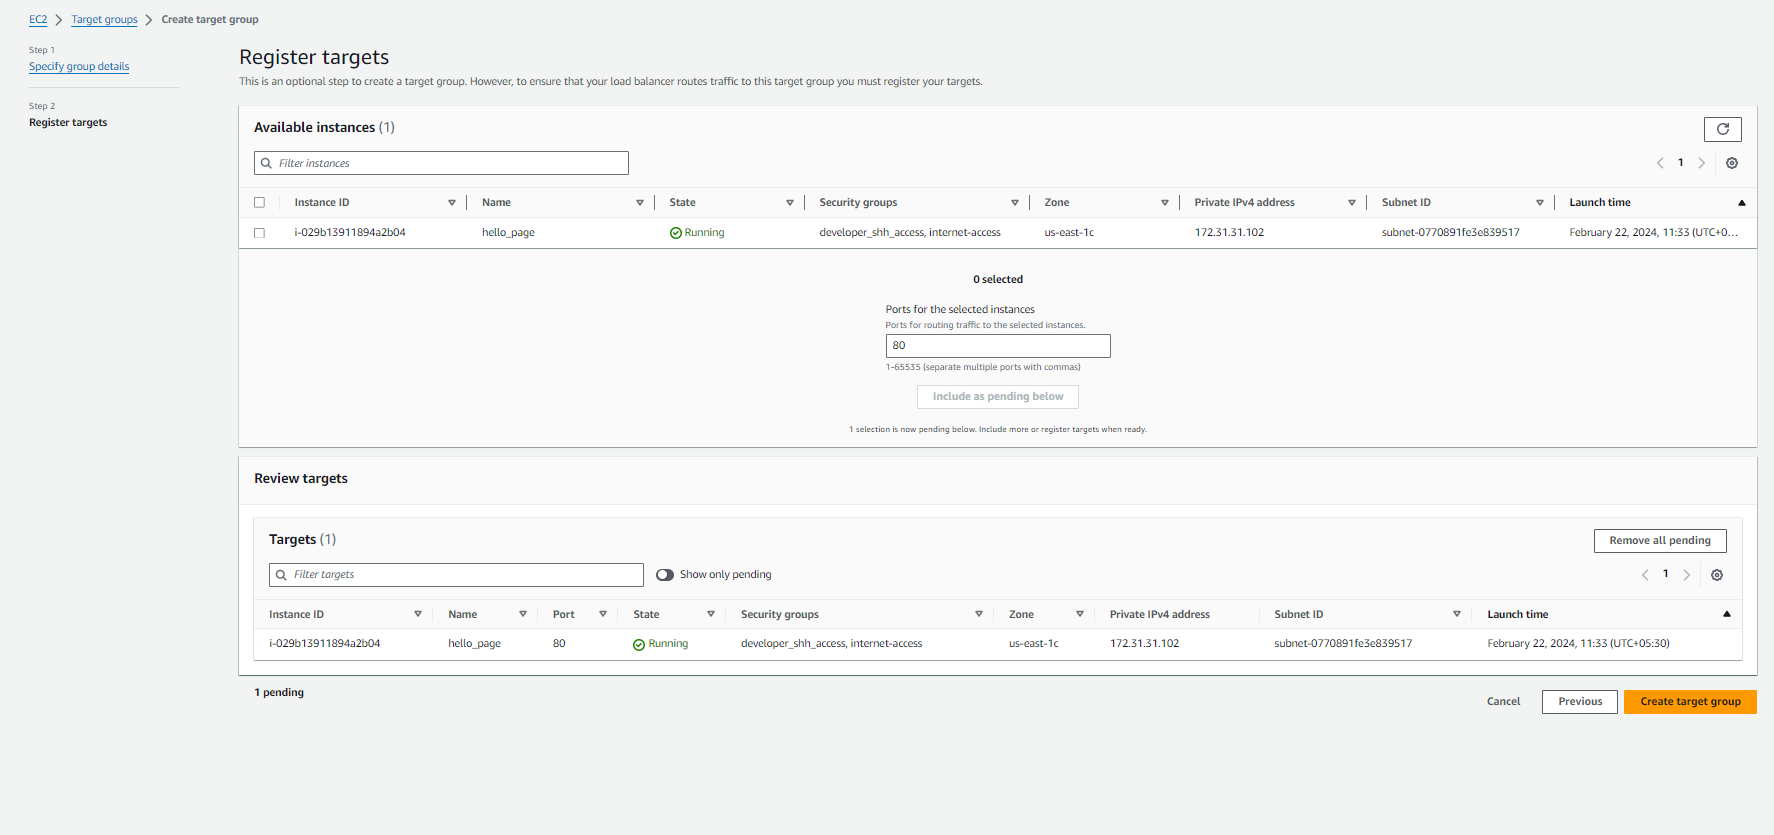 EC2 > Target groups > Create target group
Step 1
Specify group details
Step 2
Register targets
Register targets
This is an optional step to create a target group. However, to ensure that your load balancer routes traffic to this target group you must register your targets.
Available instances (1)
Filter instances
1
Instance ID Name State Security groups Zone Private IPv4 address Subnet ID Launch time
i-029b13911894a2b04 hello_page Running developer_shh_access, internet-access us-east-1c 172.31.31.102 subnet-0770891fe3e839517 February 22, 2024, 11:33 (UTC+0...
0 selected
Ports for the selected instances
Ports for routing traffic to the selected instances.
80
1-65535 (separate multiple ports with commas)
Include as pending below
1 selection is now pending below. Include more or register targets when ready.
Review targets
Targets (1)
Remove all pending
Filter targets
Show only pending
1
Instance ID Name Port State Security groups Zone Private IPv4 address Subnet ID Launch time
i-029b13911894a2b04 hello_page 80 Running developer_shh_access, internet-access us-east-1c 172.31.31.102 subnet-0770891fe3e839517 February 22, 2024, 11:33 (UTC+05:30)
1 pending
Cancel Previous Create target group